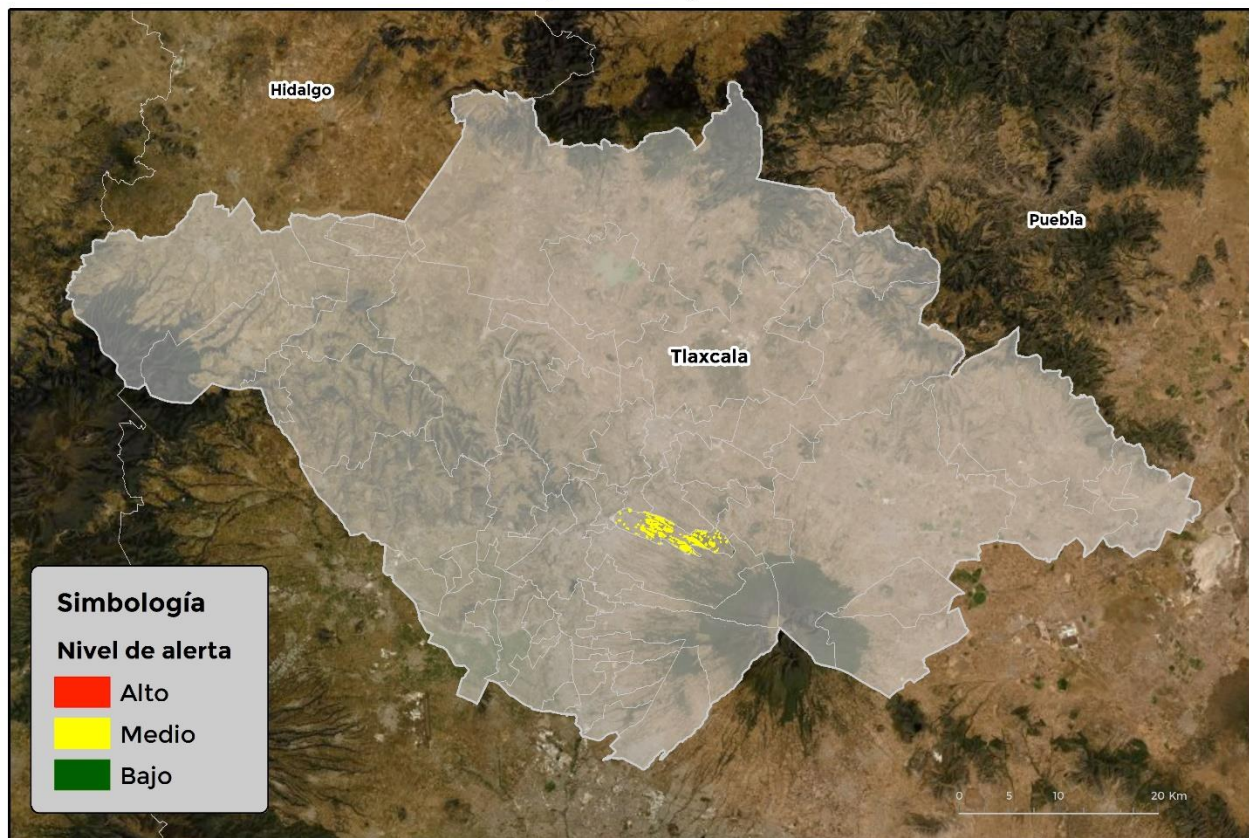 Hidalgo
Puebla
Tlaxcala
Simbología
Nivel de alerta
Alto
Medio
Bajo
0 5 10 20 Km